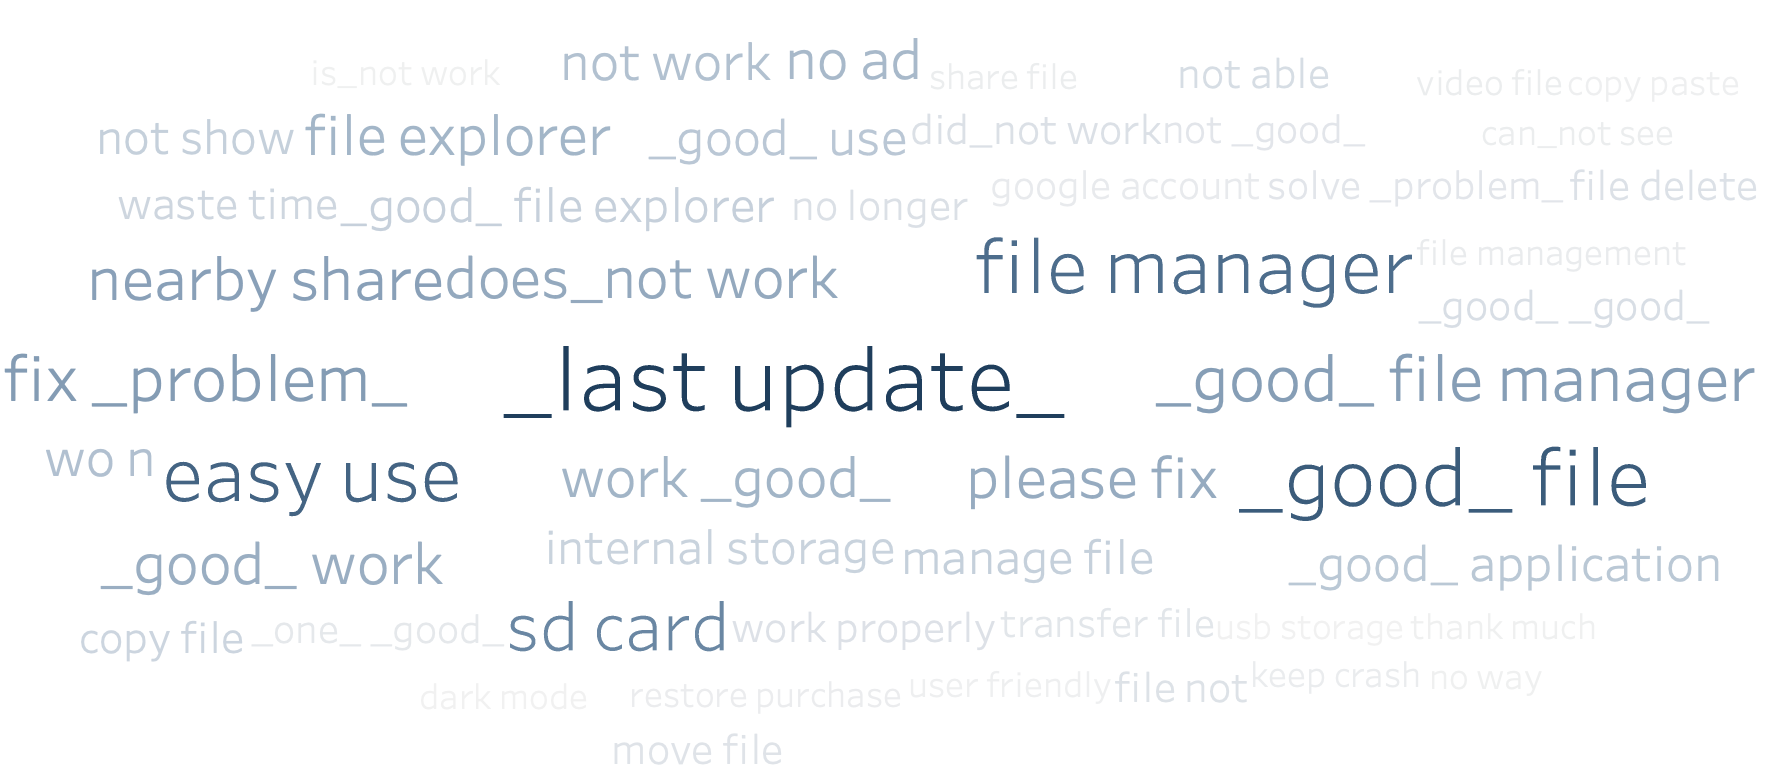 is_not work not work no ad share file not able video file copy paste
not show file explorer _good_ use did_not work not _good_ can_not see
waste time _good_ file explorer no longer google account solve _problem_ file delete
nearby share does_not work file manager file management
_good_ _good_
fix _problem_ _last update_ _good_ file manager
wo n easy use work _good_ please fix _good_ file
_good_ work internal storage manage file _good_ application
copy file _one_ _good_ sd card work properly transfer file usb storage thank much
dark mode restore purchase user friendly file not keep crash no way
move file